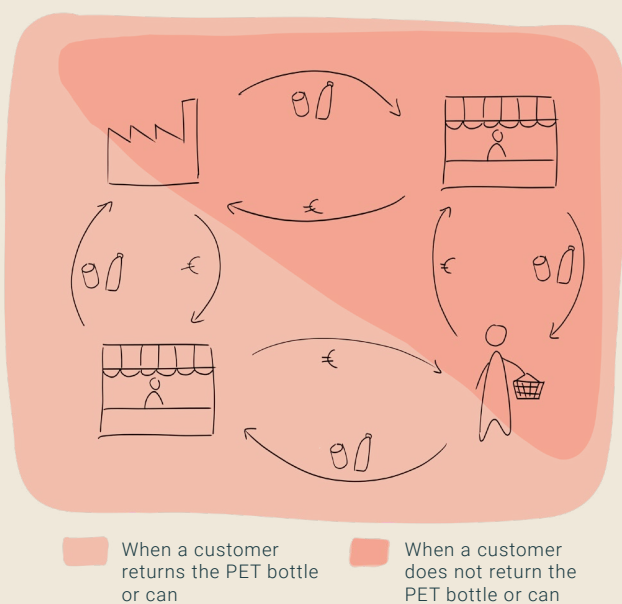 €
€
€
€
When a customer
returns the PET bottle
or can
When a customer
does not return the
PET bottle or can